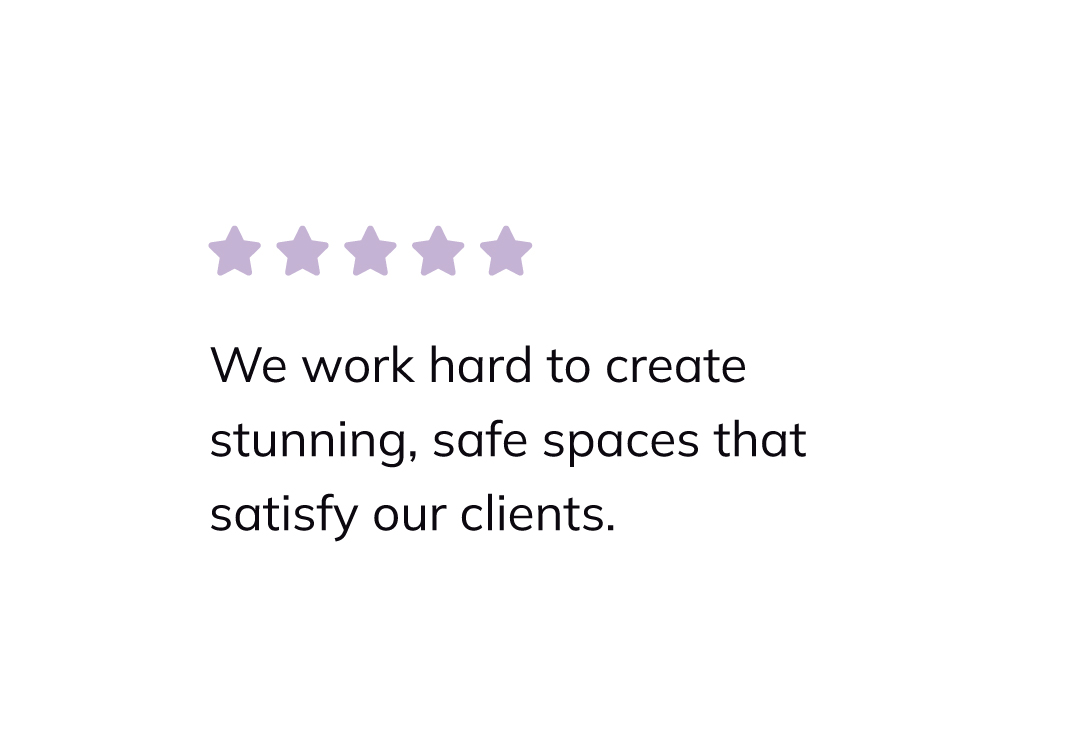 We work hard to create
stunning, safe spaces that
satisfy our clients.